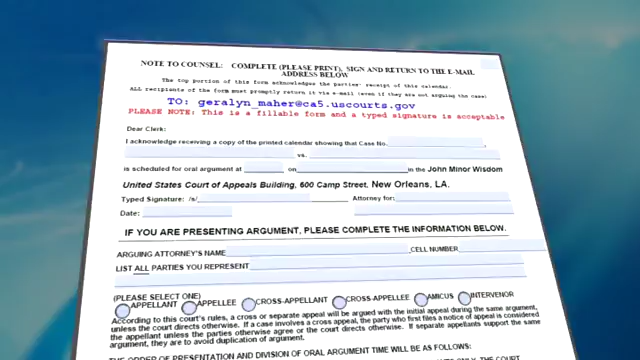 NOTE TO COUNSEL: COMPLETE (PLEASE PRINT), SIGN AND RETURN TO THE E-MAIL
ADDRESS BELOW
The top portion of this form acknowledges the parties' receipt of this calendar.
ALL recipients of the form must promptly return it via e-mail (even if they are not arguing the case)
TO: geralyn_maher@ca5.uscourts.gov
PLEASE NOTE: This is a fillable form and a typed signature is acceptable
Dear Clerk:
I acknowledge receiving a copy of the printed calendar showing that Case No.
vs.
is scheduled for oral argument at on in the John Minor Wisdom
United States Court of Appeals Building, 600 Camp Street, New Orleans, LA.
Typed Signature: /s/ Attorney for:
Date:
IF YOU ARE PRESENTING ARGUMENT, PLEASE COMPLETE THE INFORMATION BELOW.
ARGUING ATTORNEY'S NAME CELL NUMBER
LIST ALL PARTIES YOU REPRESENT
(PLEASE SELECT ONE)
APPELLANT APPELLEE CROSS-APPELLANT CROSS-APPELLEE AMICUS INTERVENOR
According to this court's rules, a cross or separate appeal will be argued with the initial appeal during the same argument,
unless the court directs otherwise. If a case involves a cross appeal, the party who first files a notice of appeal is considered
the appellant unless the parties otherwise agree or the court directs otherwise. If separate appellants support the same
argument, they are to avoid duplication of argument.
THE ORDER OF PRESENTATION AND DIVISION OF ORAL ARGUMENT TIME WILL BE AS FOLLOWS: